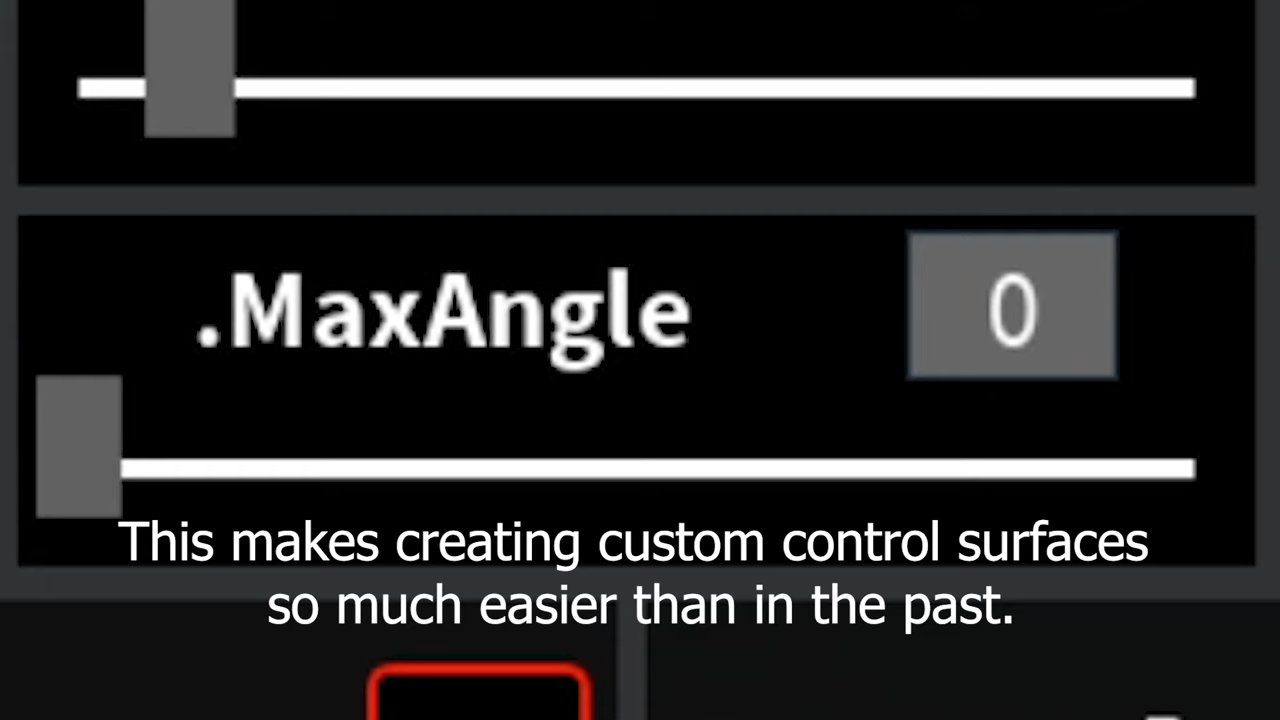 .MaxAngle 0
This makes creating custom control surfaces
so much easier than in the past.